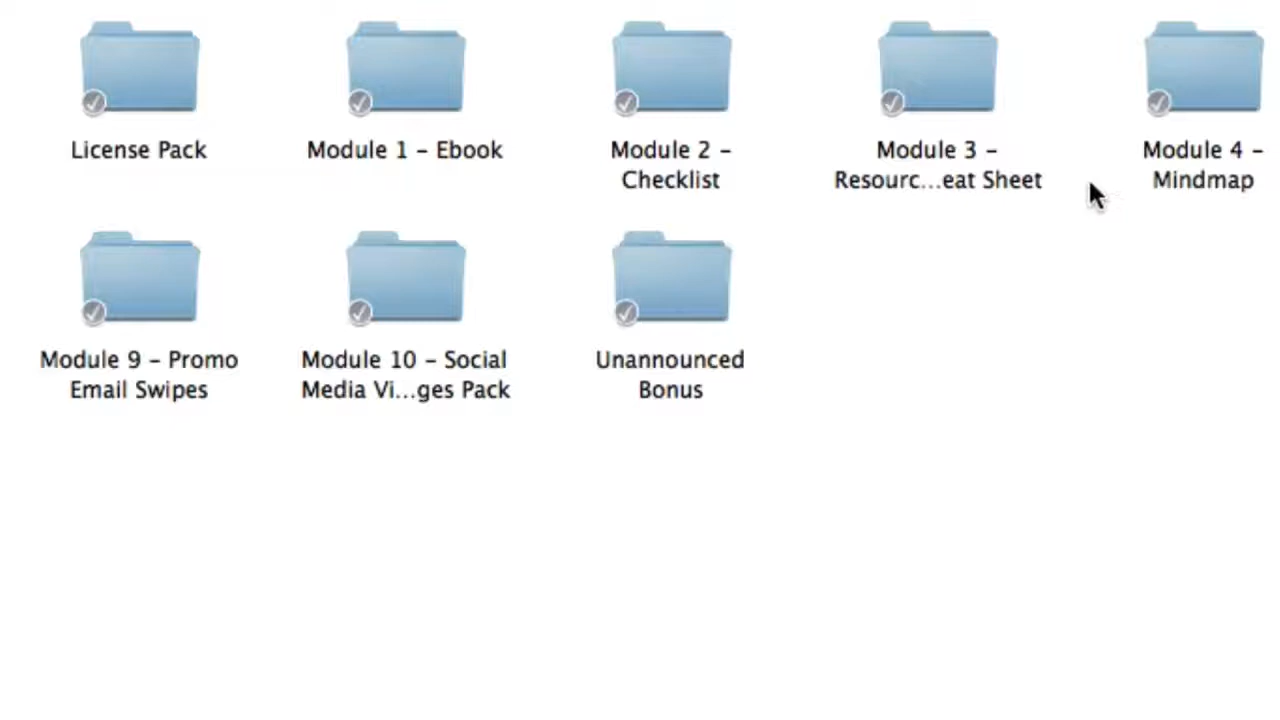 License Pack
Module 1 – Ebook
Module 2 –
Checklist
Module 3 –
Resourc...eat Sheet
Module 4 –
Mindmap
Module 9 – Promo
Email Swipes
Module 10 – Social
Media Vi...ges Pack
Unannounced
Bonus